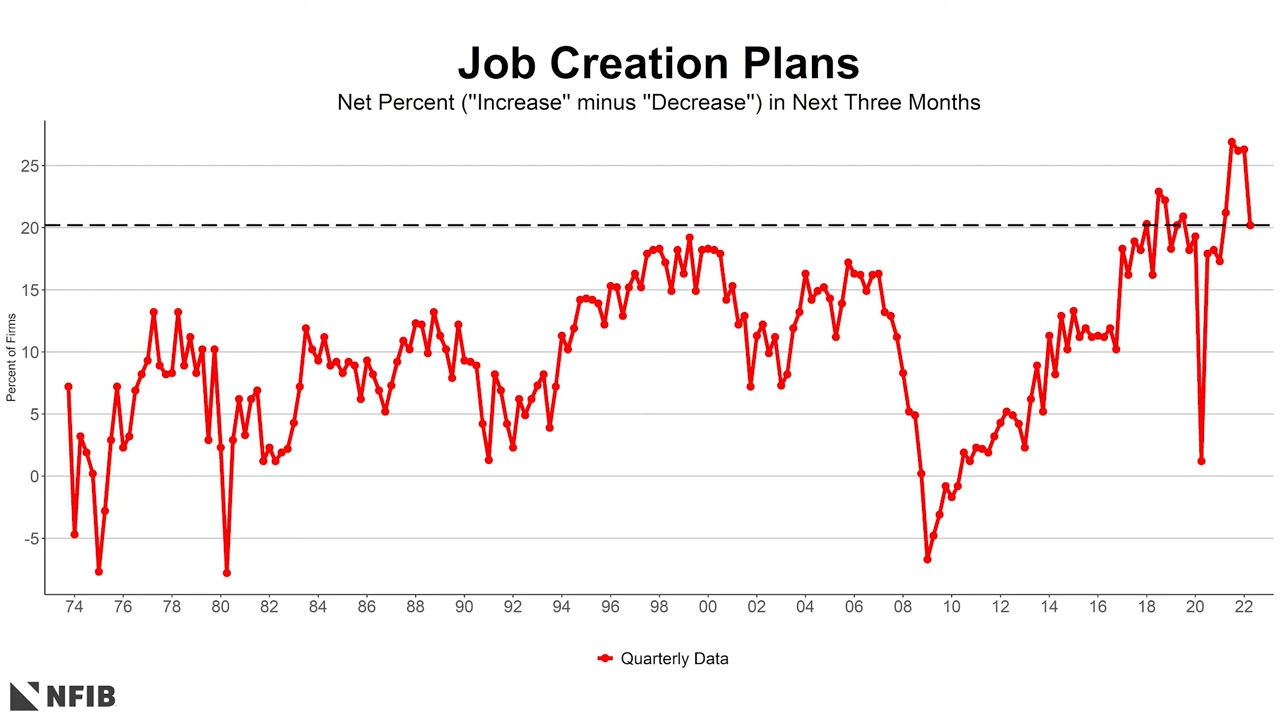 Job Creation Plans
Net Percent ("Increase" minus "Decrease") in Next Three Months
Percent of Firms
25
20
15
10
5
0
-5
74 76 78 80 82 84 86 88 90 92 94 96 98 00 02 04 06 08 10 12 14 16 18 20 22
Quarterly Data
NFIB